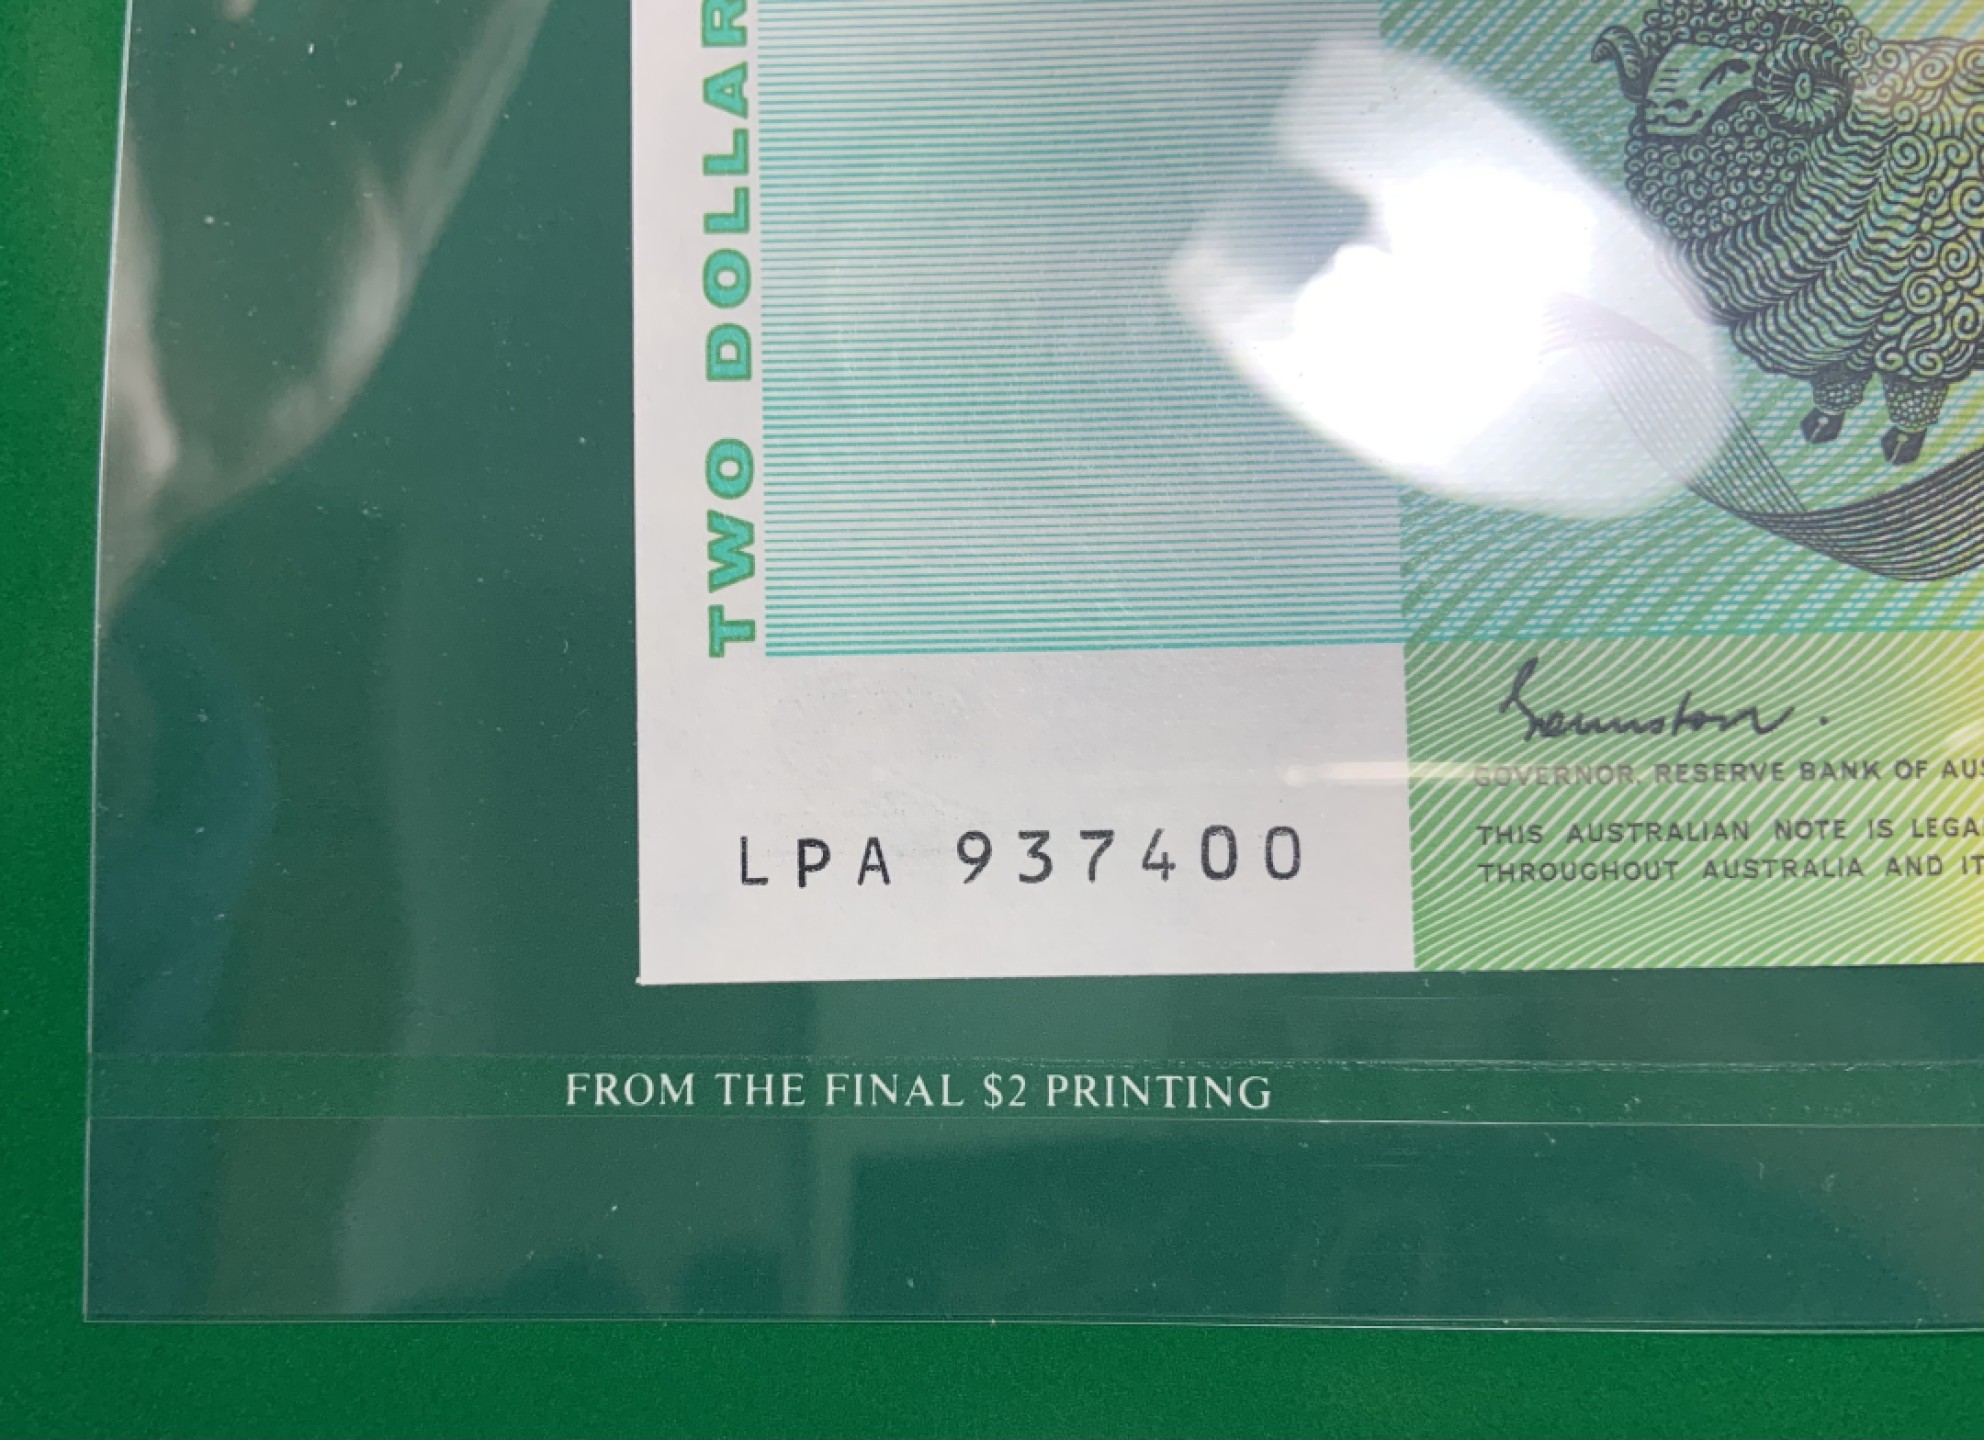 TWO DOLLAR
GOVERNOR, RESERVE BANK OF AUS
THIS AUSTRALIAN NOTE IS LEGA
THROUGHOUT AUSTRALIA AND IT
LPA 937400
FROM THE FINAL $2 PRINTING